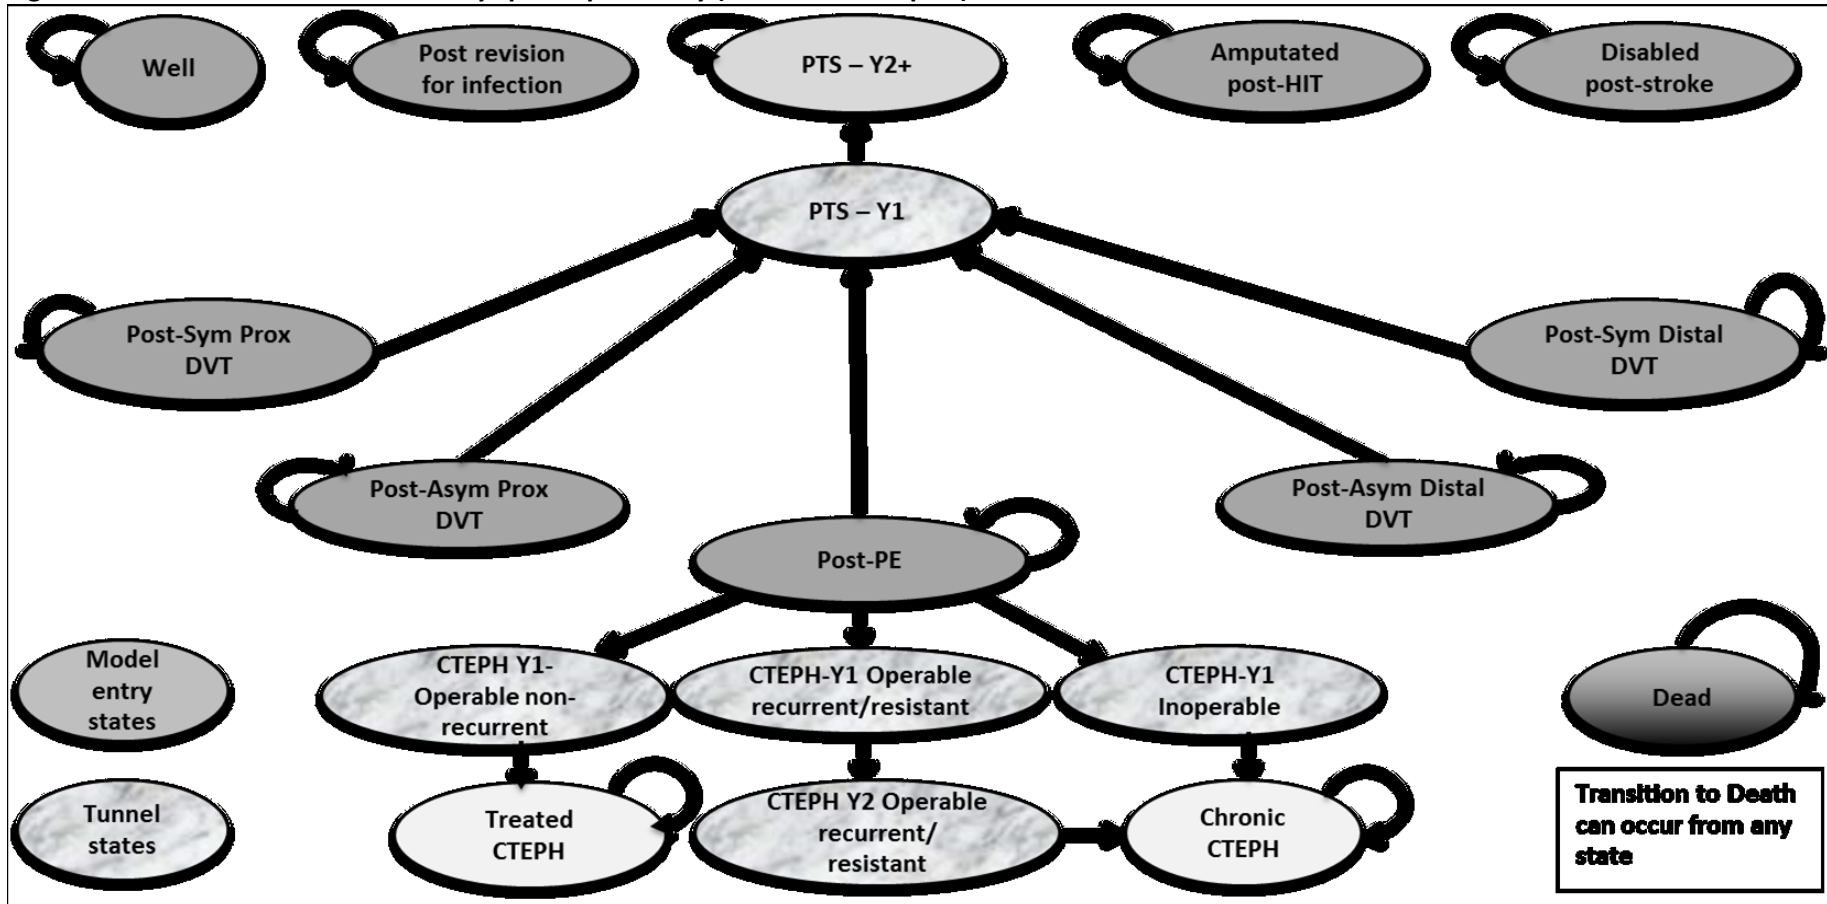 Well
Post revision
for infection
PTS – Y2+
Amputated
post-HIT
Disabled
post-stroke
PTS – Y1
Post-Sym Prox
DVT
Post-Sym Distal
DVT
Post-Asym Prox
DVT
Post-Asym Distal
DVT
Post-PE
Model
entry
states
CTEPH Y1-
Operable non-
recurrent
CTEPH-Y1 Operable
recurrent/resistant
CTEPH-Y1
Inoperable
Dead
Tunnel
states
Treated
CTEPH
CTEPH Y2 Operable
recurrent/
resistant
Chronic
CTEPH
Transition to Death
can occur from any
state